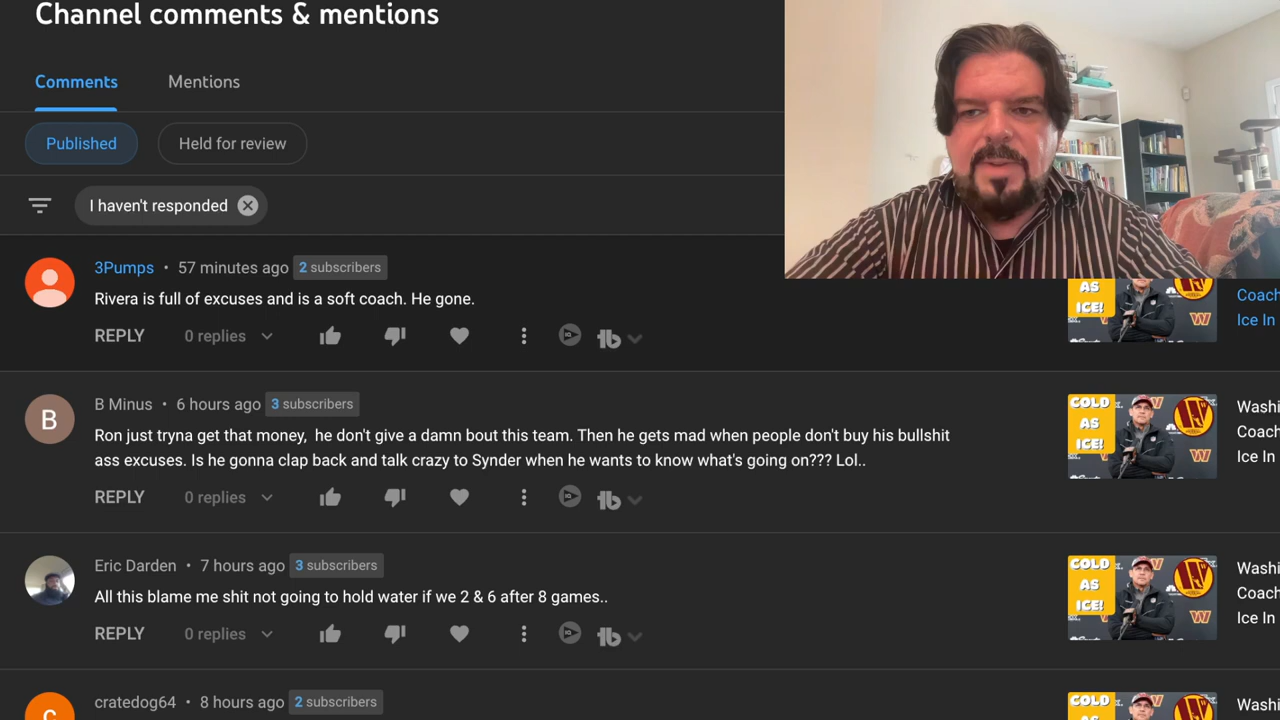 Channel comments & mentions
Comments
Mentions
Published
Held for review
I haven't responded
3Pumps • 57 minutes ago 2 subscribers
Rivera is full of excuses and is a soft coach. He gone.
REPLY 0 replies
COLD
AS
ICE!
Coach
Ice In
B Minus • 6 hours ago 3 subscribers
Ron just tryna get that money, he don't give a damn bout this team. Then he gets mad when people don't buy his bullshit
ass excuses. Is he gonna clap back and talk crazy to Synder when he wants to know what's going on??? Lol..
REPLY 0 replies
COLD
AS
ICE!
Washi
Coach
Ice In
Eric Darden • 7 hours ago 3 subscribers
All this blame me shit not going to hold water if we 2 & 6 after 8 games..
REPLY 0 replies
COLD
AS
ICE!
Washi
Coach
Ice In
cratedog64 • 8 hours ago 2 subscribers
COLD
AS
Washi
Coach